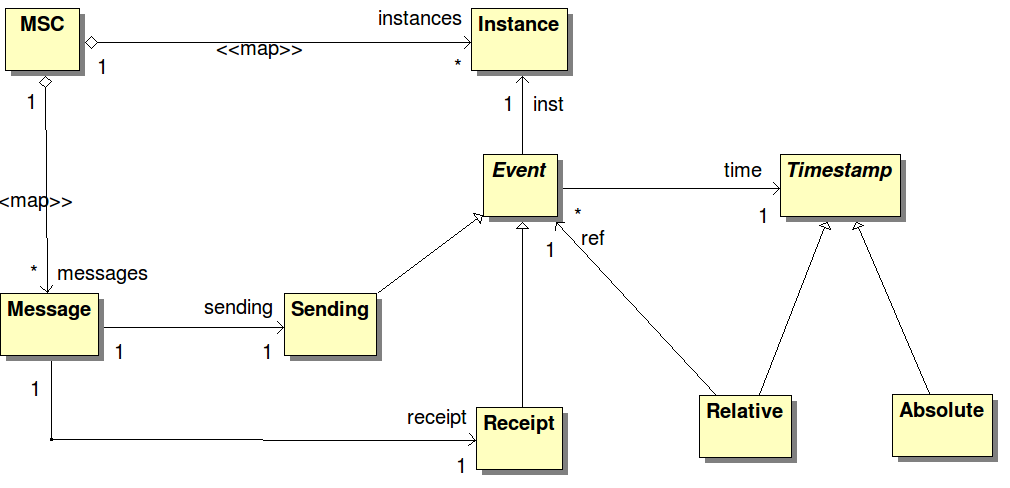 MSC
instances
Instance
<<map>>
1
*
1
1
inst
Event
time
Timestamp
<map>>
*
1
1
ref
*
messages
Message
sending
Sending
1
1
1
receipt
Receipt
1
Relative
Absolute